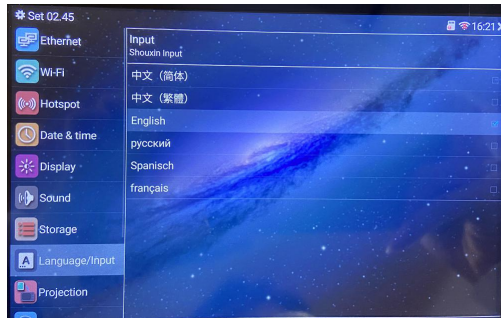 Set 02.45
16:21
Ethernet
Wi-Fi
Hotspot
Date & time
Display
Sound
Storage
A Language/Input
Projection
Input
Shouxin Input
中文（简体）
中文（繁體）
English
русский
Spanisch
français